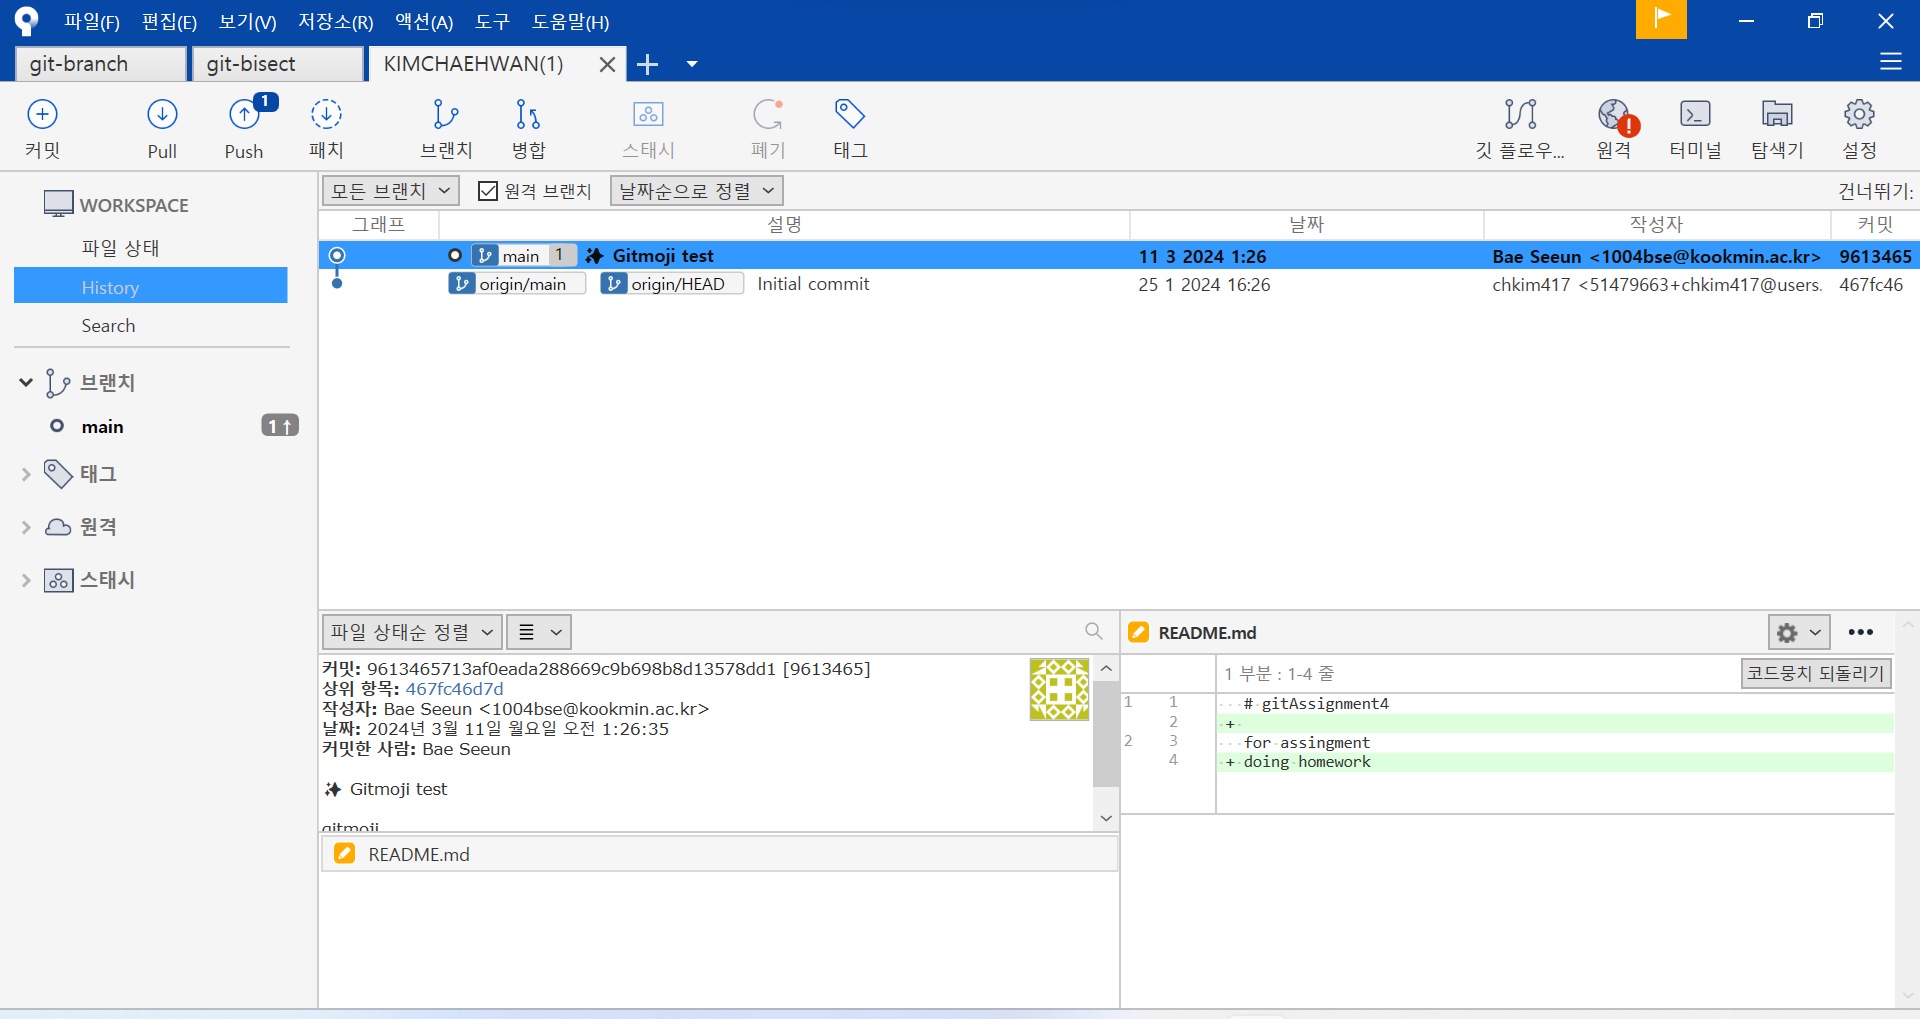 파일(F) 편집(E) 보기(V) 저장소(R) 액션(A) 도구 도움말(H)
git-branch git-bisect KIMCHAEHWAN(1)
1
커밋 Pull Push 패치 브랜치 병합 스태시 폐기 태그 깃 플로우... 원격 터미널 탐색기 설정
WORKSPACE
파일 상태
History
Search
브랜치
main 1↑
태그
원격
스태시
모든 브랜치 원격 브랜치 날짜순으로 정렬 건너뛰기:
그래프 설명 날짜 작성자 커밋
main 1 ✨ Gitmoji test 11 3 2024 1:26 Bae Seeun <1004bse@kookmin.ac.kr> 9613465
origin/main origin/HEAD Initial commit 25 1 2024 16:26 chkim417 <51479663+chkim417@users. 467fc46
파일 상태순 정렬
커밋: 9613465713af0eada288669c9b698b8d13578dd1 [9613465]
상위 항목: 467fc46d7d
작성자: Bae Seeun <1004bse@kookmin.ac.kr>
날짜: 2024년 3월 11일 월요일 오전 1:26:35
커밋한 사람: Bae Seeun
✨ Gitmoji test
gitmoji
README.md
README.md
1 부분 : 1-4 줄 코드뭉치 되돌리기
1 1 # gitAssignment4
2 +
2 3 for assingment
4 + doing homework